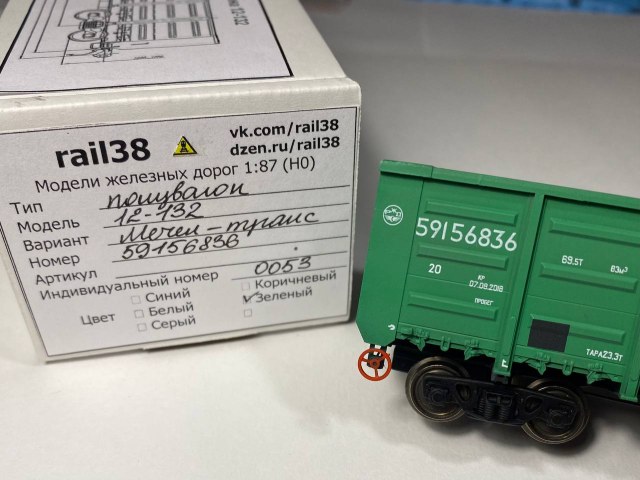 rail38
vk.com/rail38
dzen.ru/rail38
Модели железных дорог 1:87 (H0)
Тип полувагон
Модель 12-132
Вариант Мечел-транс
Номер 59156836
Артикул
Индивидуальный номер 0053
Цвет
Синий
Белый
Серый
Коричневый
Зеленый
59156836
20
КР
07.08.2018
ПРОБЕГ
69.5Т
83м³
ТАРА23.3Т